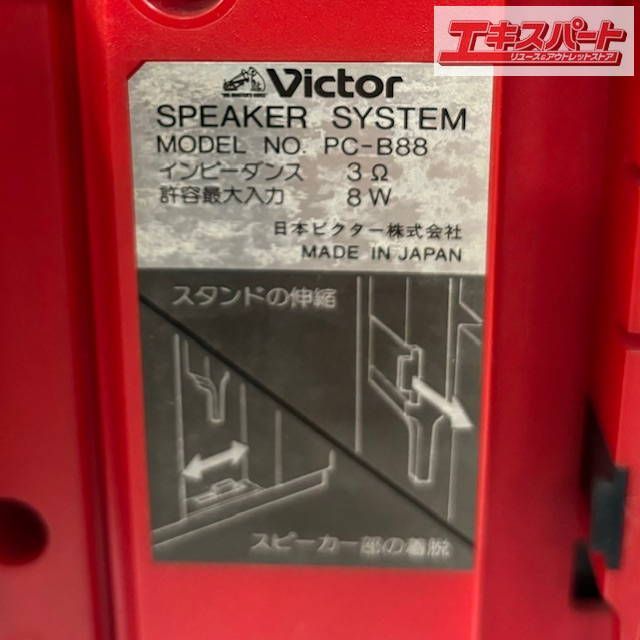 エキスパート
リユース&アウトレットストア
Victor
SPEAKER SYSTEM
MODEL NO. PC-B88
インピーダンス 3Ω
許容最大入力 8W
日本ビクター株式会社
MADE IN JAPAN
スタンドの伸縮
スピーカー部の着脱